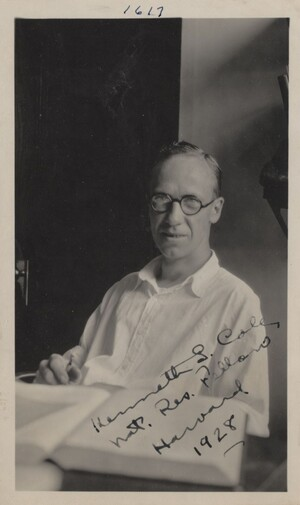 1617
Kenneth S. Cole,
Nat. Res. Fellow
Harvard
1928